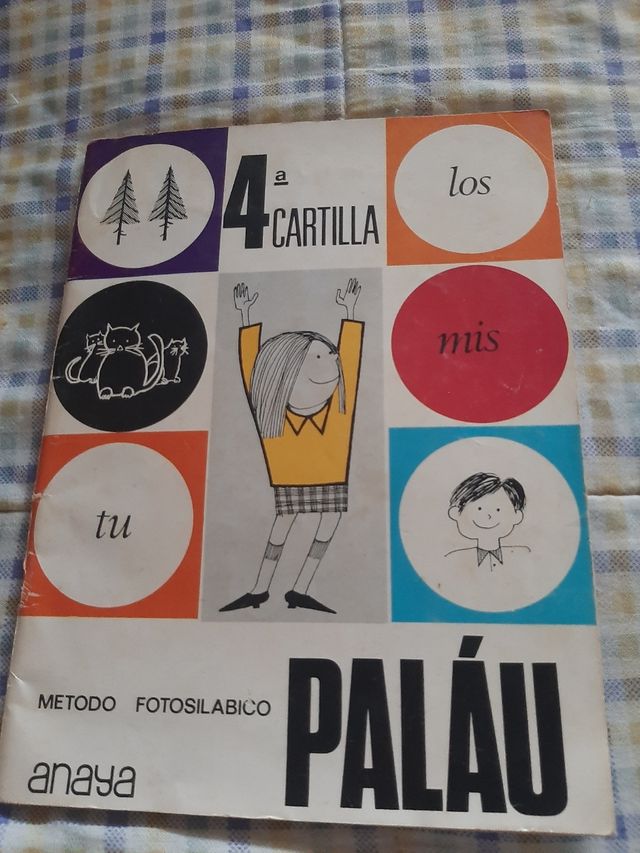 4ª CARTILLA
los
mis
tu
METODO FOTOSILABICO
PALÁU
anaya